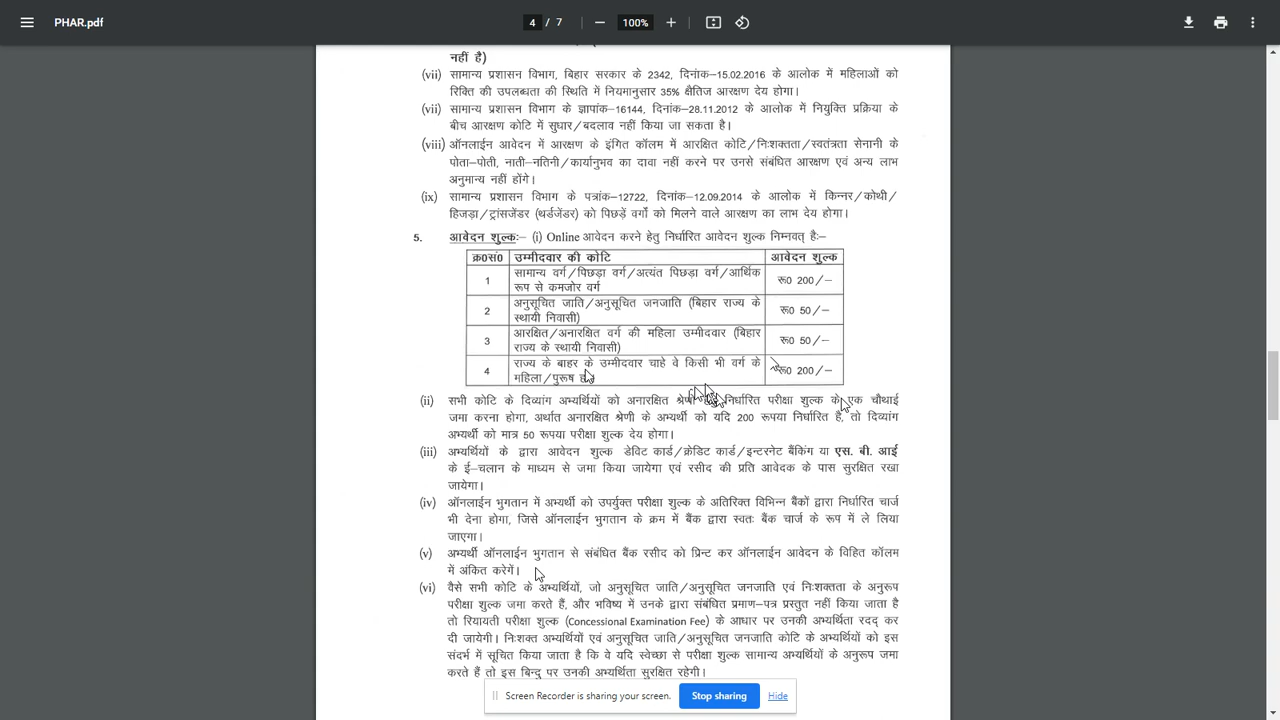 PHAR.pdf
4 / 7
100%
नहीं है)
(vii) सामान्य प्रशासन विभाग, बिहार सरकार के 2342, दिनांक–15.02.2016 के आलोक में महिलाओं को
रिक्ति की उपलब्धता की स्थिति में नियमानुसार 35% क्षैतिज आरक्षण देय होगा।
(vii) सामान्य प्रशासन विभाग के ज्ञापांक–16144, दिनांक–28.11.2012 के आलोक में नियुक्ति प्रक्रिया के
बीच आरक्षण कोटि में सुधार/बदलाव नहीं किया जा सकता है।
(viii) ऑनलाईन आवेदन में आरक्षण के इंगित कॉलम में आरक्षित कोटि/निःशक्तता/स्वतंत्रता सेनानी के
पोता–पोती, नाती–नतिनी/कार्यानुभव का दावा नहीं करने पर उनसे संबंधित आरक्षण एवं अन्य लाभ
अनुमान्य नहीं होंगे।
(ix) सामान्य प्रशासन विभाग के पत्रांक–12722, दिनांक–12.09.2014 के आलोक में किन्नर/कोथी/
हिजड़ा/ट्रांसजेंडर (थर्डजेंडर) को पिछड़ें वर्गों को मिलने वाले आरक्षण का लाभ देय होगा।
5. आवेदन शुल्कः– (i) Online आवेदन करने हेतु निर्धारित आवेदन शुल्क निम्नवत् हैः–
क्र0सं0 उम्मीदवार की कोटि आवेदन शुल्क
1 सामान्य वर्ग/पिछड़ा वर्ग/अत्यंत पिछड़ा वर्ग/आर्थिक रू0 200/–
रूप से कमजोर वर्ग
2 अनुसूचित जाति/अनुसूचित जनजाति (बिहार राज्य के रू0 50/–
स्थायी निवासी)
3 आरक्षित/अनारक्षित वर्ग की महिला उम्मीदवार (बिहार रू0 50/–
राज्य के स्थायी निवासी)
4 राज्य के बाहर के उम्मीदवार चाहे वे किसी भी वर्ग के रू0 200/–
महिला/पुरूष
(ii) सभी कोटि के दिव्यांग अभ्यर्थियों को अनारक्षित श्रेणी निर्धारित परीक्षा शुल्क के एक चौथाई
जमा करना होगा, अर्थात अनारक्षित श्रेणी के अभ्यर्थी को यदि 200 रूपया निर्धारित है, तो दिव्यांग
अभ्यर्थी को मात्र 50 रूपया परीक्षा शुल्क देय होगा।
(iii) अभ्यर्थियों के द्वारा आवेदन शुल्क डेविट कार्ड/क्रेडिट कार्ड/इन्टरनेट बैंकिंग या एस. बी. आई
के ई–चलान के माध्यम से जमा किया जायेगा एवं रसीद की प्रति आवेदक के पास सुरक्षित रखा
जायेगा।
(iv) ऑनलाईन भुगतान में अभ्यर्थी को उपर्युक्त परीक्षा शुल्क के अतिरिक्त विभिन्न बैंकों द्वारा निर्धारित चार्ज
भी देना होगा, जिसे ऑनलाईन भुगतान के क्रम में बैंक द्वारा स्वतः बैंक चार्ज के रूप में ले लिया
जाएगा।
(v) अभ्यर्थी ऑनलाईन भुगतान से संबंधित बैंक रसीद को प्रिन्ट कर ऑनलाईन आवेदन के विहित कॉलम
में अंकित करेगें।
(vi) वैसे सभी कोटि के अभ्यर्थियों, जो अनुसूचित जाति/अनुसूचित जनजाति एवं निःशक्तता के अनुरूप
परीक्षा शुल्क जमा करते हैं, और भविष्य में उनके द्वारा संबंधित प्रमाण–पत्र प्रस्तुत नहीं किया जाता है
तो रियायती परीक्षा शुल्क (Concessional Examination Fee) के आधार पर उनकी अभ्यर्थिता रदद् कर
दी जायेगी। निःशक्त अभ्यर्थियों एवं अनुसूचित जाति/अनुसूचित जनजाति कोटि के अभ्यर्थियों को इस
संदर्भ में सूचित किया जाता है कि वे यदि स्वेच्छा से परीक्षा शुल्क सामान्य अभ्यर्थियों के अनुरूप जमा
करते हैं तो इस बिन्दु पर उनकी अभ्यर्थिता सुरक्षित रहेगी।
Screen Recorder is sharing your screen. Stop sharing Hide